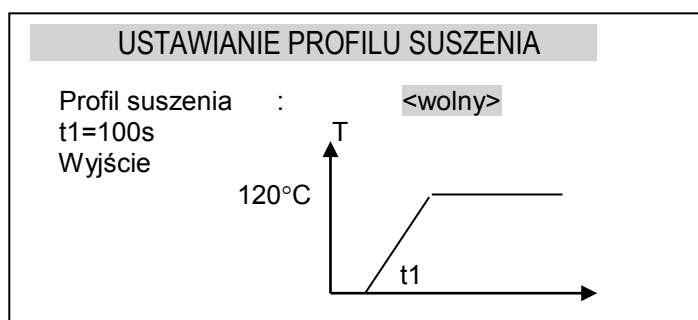 USTAWIANIE PROFILU SUSZENIA
Profil suszenia : <wolny>
t1=100s
T
Wyjście
120°C
t1